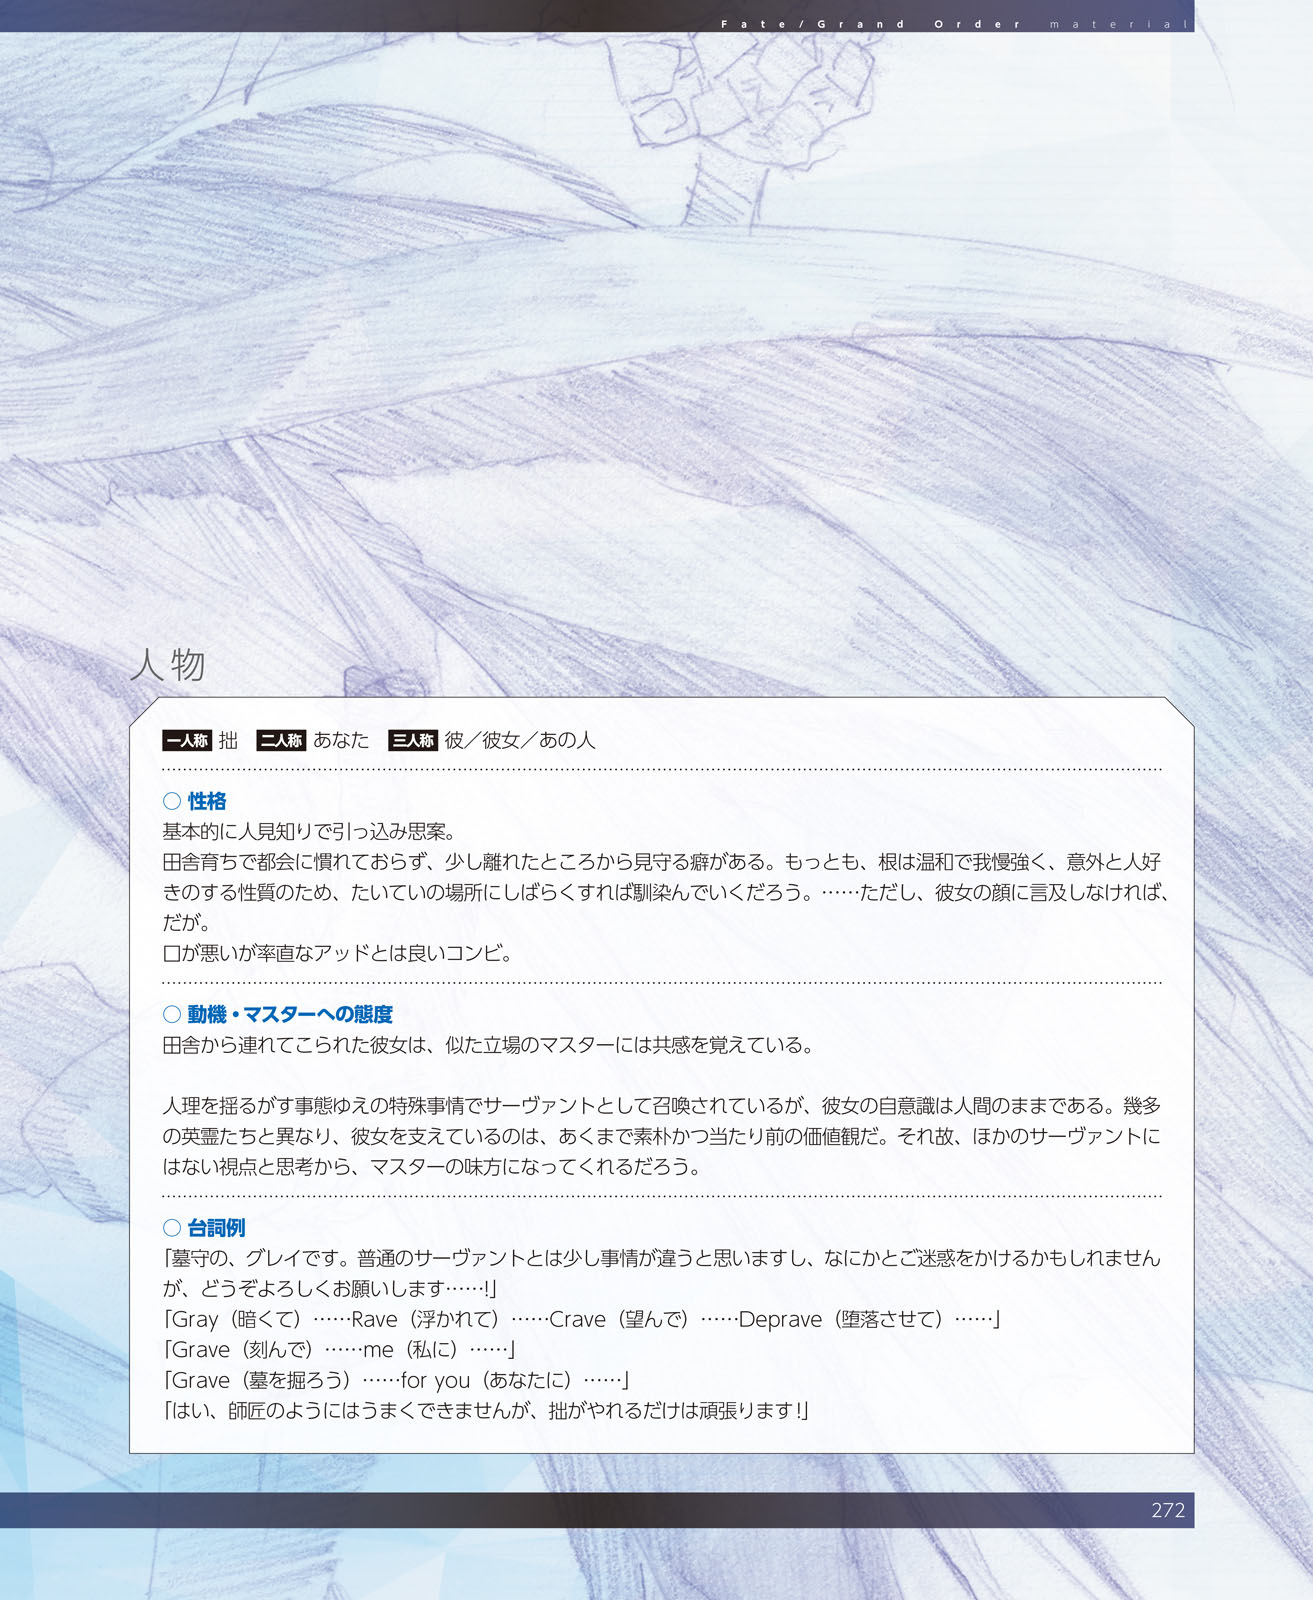 Fate/Grand Order material
人物
一人称 拙 二人称 あなた 三人称 彼／彼女／あの人
○ 性格
基本的に人見知りで引っ込み思案。
田舎育ちで都会に慣れておらず、少し離れたところから見守る癖がある。もっとも、根は温和で我慢強く、意外と人好
きのする性質のため、たいていの場所にしばらくすれば馴染んでいくだろう。……ただし、彼女の顔に言及しなければ、
だが。
口が悪いが率直なアッドとは良いコンビ。
○ 動機・マスターへの態度
田舎から連れてこられた彼女は、似た立場のマスターには共感を覚えている。
人理を揺るがす事態ゆえの特殊事情でサーヴァントとして召喚されているが、彼女の自意識は人間のままである。幾多
の英霊たちと異なり、彼女を支えているのは、あくまで素朴かつ当たり前の価値観だ。それ故、ほかのサーヴァントに
はない視点と思考から、マスターの味方になってくれるだろう。
○ 台詞例
「墓守の、グレイです。普通のサーヴァントとは少し事情が違うと思いますし、なにかとご迷惑をかけるかもしれません
が、どうぞよろしくお願いします……!」
「Gray（暗くて）……Rave（浮かれて）……Crave（望んで）……Deprave（堕落させて）……」
「Grave（刻んで）……me（私に）……」
「Grave（墓を掘ろう）……for you（あなたに）……」
「はい、師匠のようにはうまくできませんが、拙がやれるだけは頑張ります!」
272